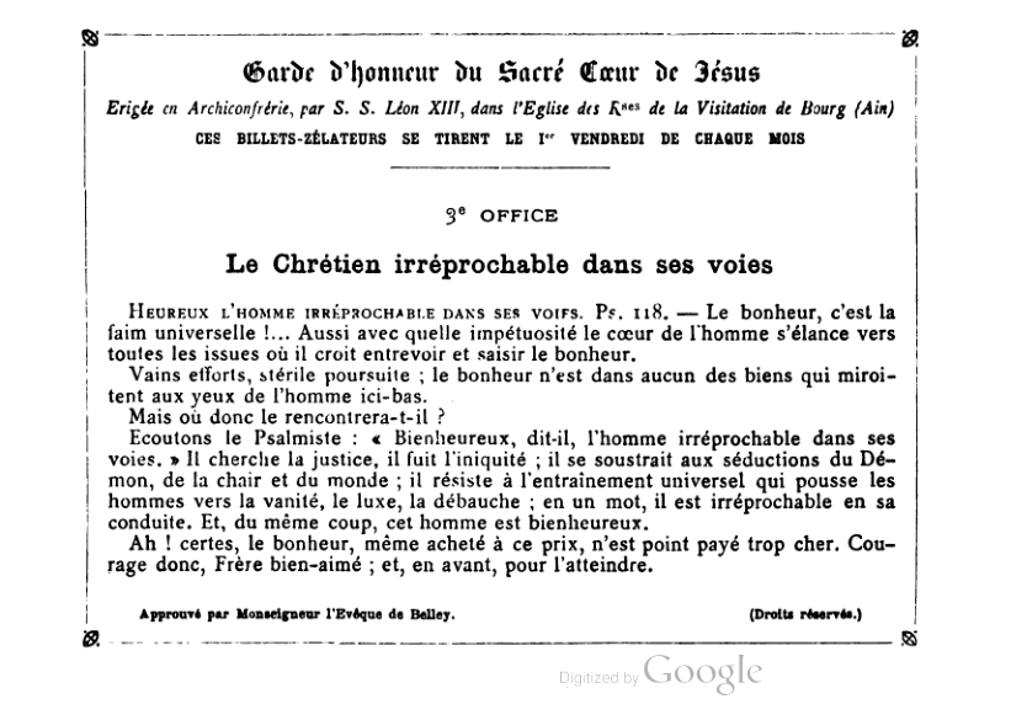 Garde d'honneur du Sacré Cœur de Jésus
Erigée en Archiconfrérie, par S. S. Léon XIII, dans l'Eglise des Rses de la Visitation de Bourg (Ain)
CES BILLETS-ZÉLATEURS SE TIRENT LE Ier VENDREDI DE CHAQUE MOIS
3e OFFICE
Le Chrétien irréprochable dans ses voies
HEUREUX L'HOMME IRRÉPROCHABLE DANS SES VOIES. Ps. 118. — Le bonheur, c'est la
faim universelle !... Aussi avec quelle impétuosité le cœur de l'homme s'élance vers
toutes les issues où il croit entrevoir et saisir le bonheur.
Vains efforts, stérile poursuite ; le bonheur n'est dans aucun des biens qui miroi-
tent aux yeux de l'homme ici-bas.
Mais où donc le rencontrera-t-il ?
Ecoutons le Psalmiste : « Bienheureux, dit-il, l'homme irréprochable dans ses
voies. » Il cherche la justice, il fuit l'iniquité ; il se soustrait aux séductions du Dé-
mon, de la chair et du monde ; il résiste à l'entraînement universel qui pousse les
hommes vers la vanité, le luxe, la débauche ; en un mot, il est irréprochable en sa
conduite. Et, du même coup, cet homme est bienheureux.
Ah ! certes, le bonheur, même acheté à ce prix, n'est point payé trop cher. Cou-
rage donc, Frère bien-aimé ; et, en avant, pour l'atteindre.
Approuvé par Monseigneur l'Evêque de Belley. (Droits réservés.)
Digitized by Google